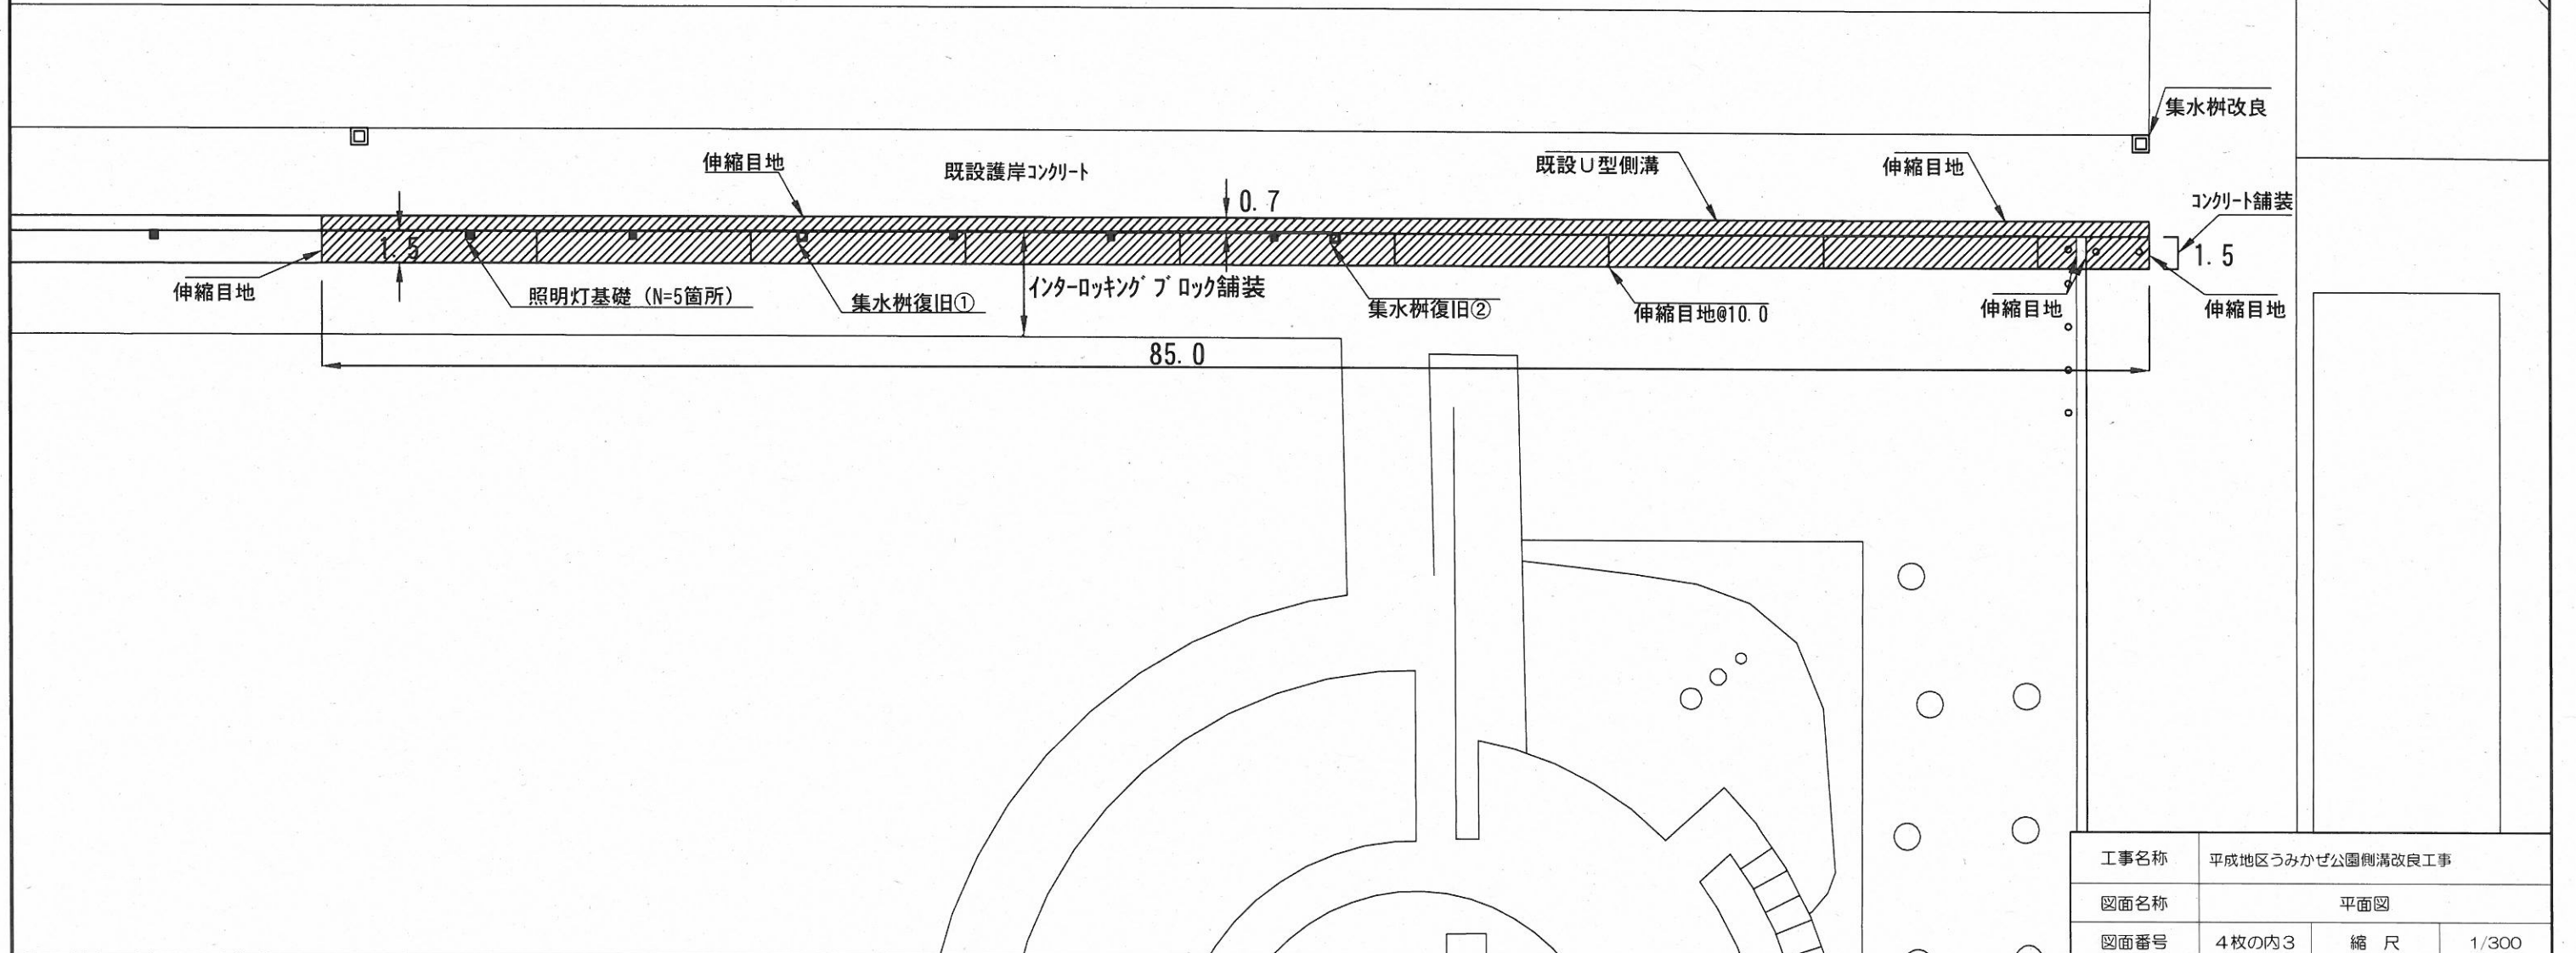 集水桝改良
伸縮目地
既設護岸コンクリート
既設U型側溝
伸縮目地
0.7
コンクリート舗装
1.5
1.5
伸縮目地
照明灯基礎（N=5箇所）
集水桝復旧①
インターロッキングブロック舗装
集水桝復旧②
伸縮目地@10.0
伸縮目地
伸縮目地
85.0
工事名称 平成地区うみかぜ公園側溝改良工事
図面名称 平面図
図面番号 4枚の内3 縮 尺 1/300